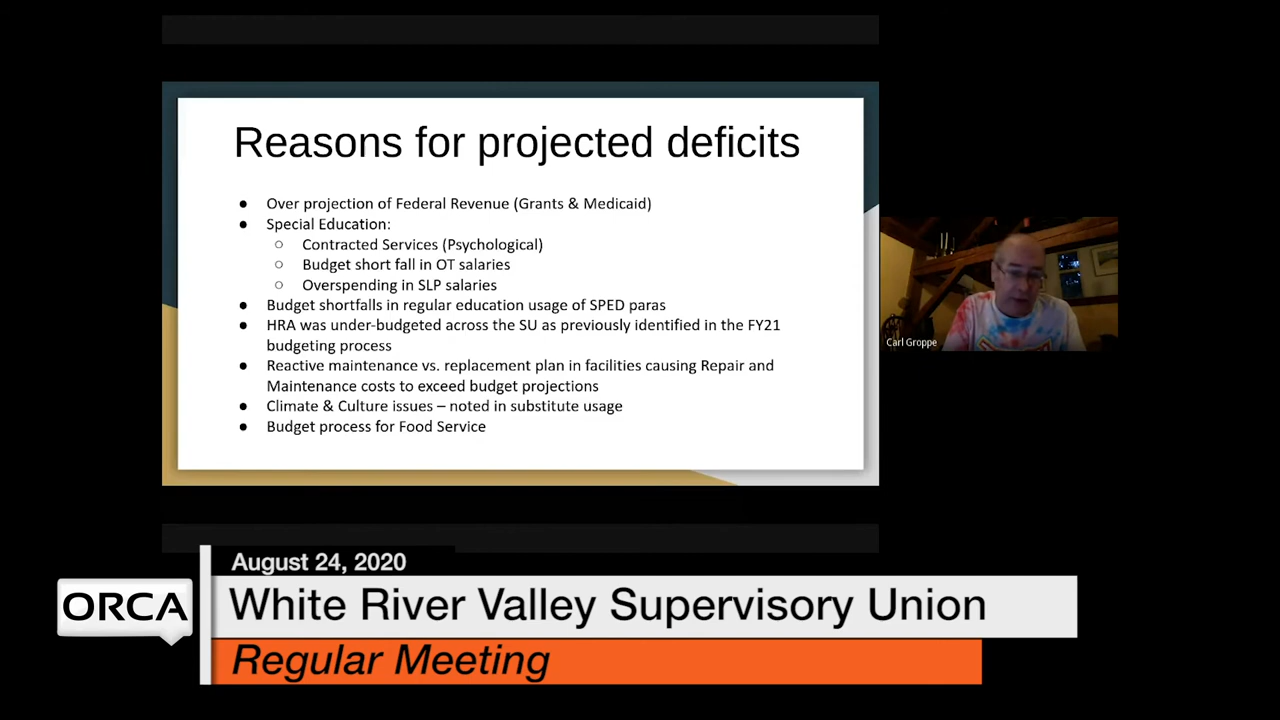 Reasons for projected deficits
● Over projection of Federal Revenue (Grants & Medicaid)
● Special Education:
○ Contracted Services (Psychological)
○ Budget short fall in OT salaries
○ Overspending in SLP salaries
● Budget shortfalls in regular education usage of SPED paras
● HRA was under-budgeted across the SU as previously identified in the FY21
budgeting process
● Reactive maintenance vs. replacement plan in facilities causing Repair and
Maintenance costs to exceed budget projections
● Climate & Culture issues – noted in substitute usage
● Budget process for Food Service
Carl Groppe
August 24, 2020
ORCA
White River Valley Supervisory Union
Regular Meeting